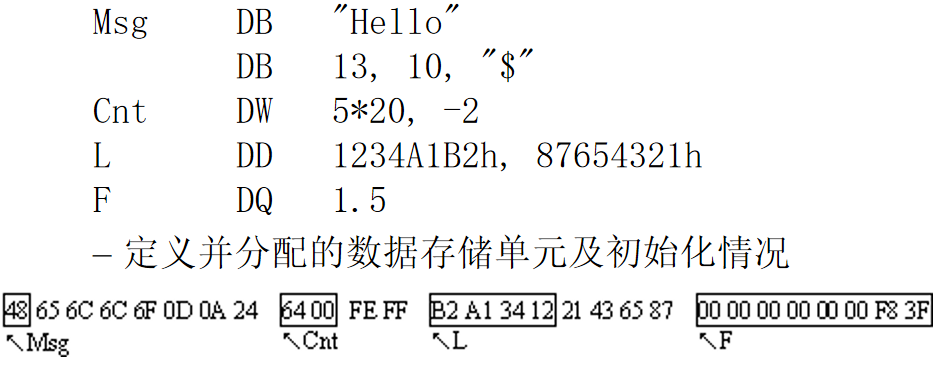 Msg DB "Hello"
DB 13, 10, "$"
Cnt DW 5*20, -2
L DD 1234A1B2h, 87654321h
F DQ 1.5
– 定义并分配的数据存储单元及初始化情况
48 65 6C 6C 6F 0D 0A 24 64 00 FE FF B2 A1 34 12 21 43 65 87 00 00 00 00 00 00 F8 3F
↖Msg ↖Cnt ↖L ↖F